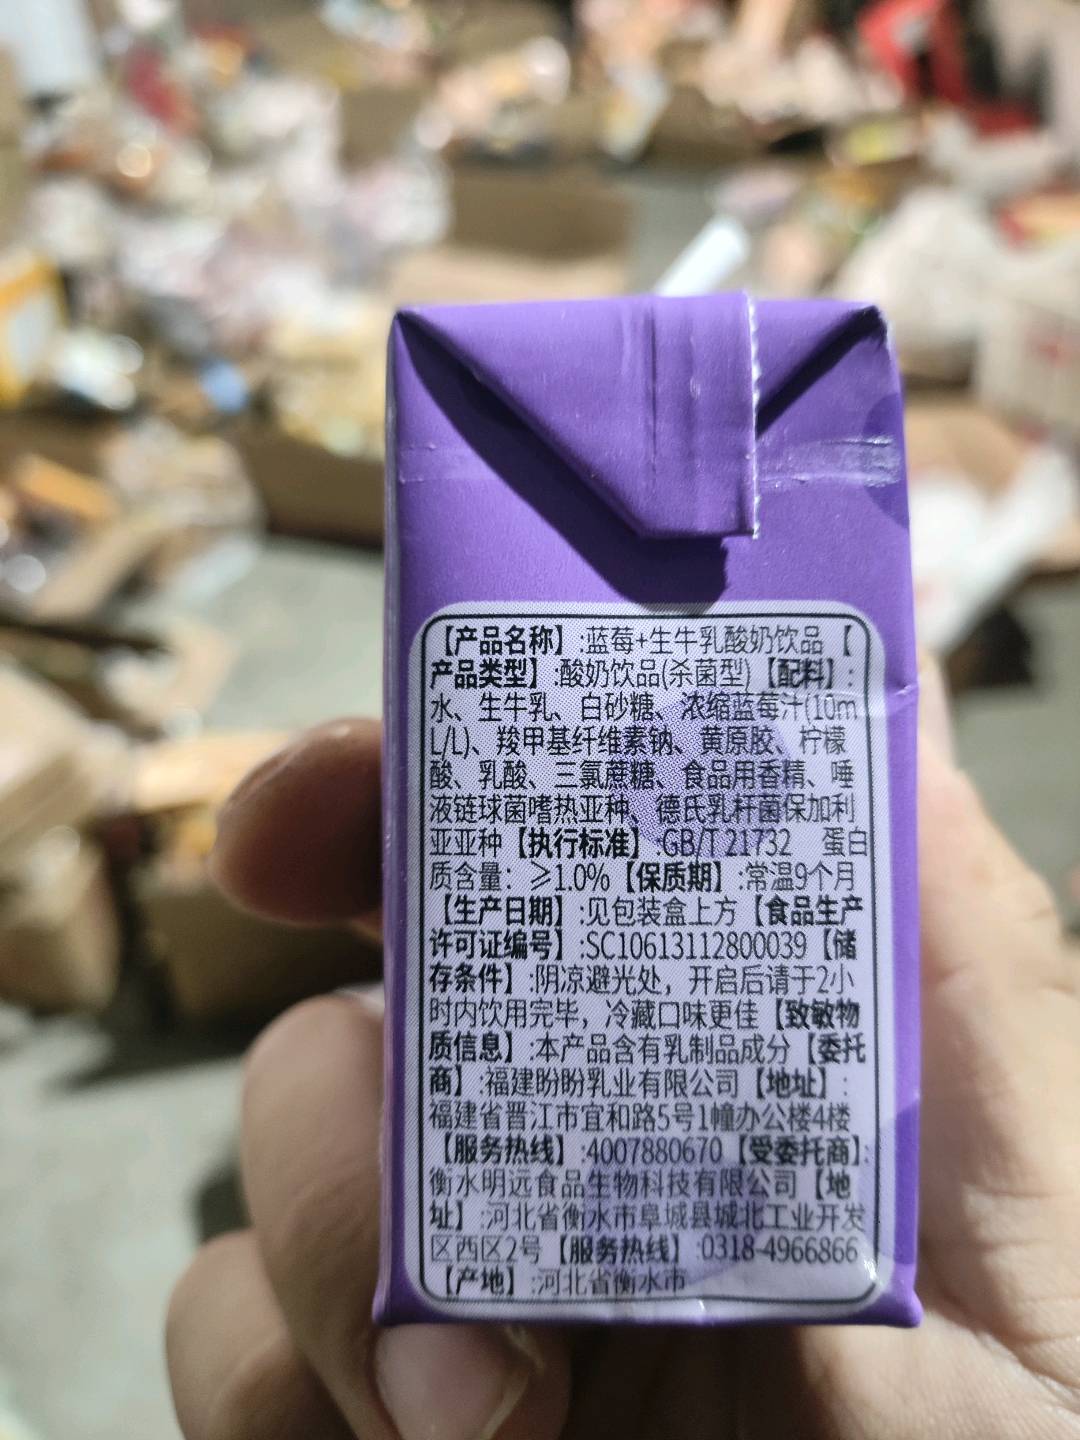 【产品名称】:蓝莓+生牛乳酸奶饮品【
产品类型】:酸奶饮品(杀菌型)【配料】:
水、生牛乳、白砂糖、浓缩蓝莓汁(10m
L/L)、羧甲基纤维素钠、黄原胶、柠檬
酸、乳酸、三氯蔗糖、食品用香精、唾
液链球菌嗜热亚种、德氏乳杆菌保加利
亚亚种【执行标准】:GB/T 21732 蛋白
质含量：≥1.0%【保质期】:常温9个月
【生产日期】:见包装盒上方【食品生产
许可证编号】:SC10613112800039【储
存条件】:阴凉避光处，开启后请于2小
时内饮用完毕，冷藏口味更佳【致敏物
质信息】:本产品含有乳制品成分【委托
商】:福建盼盼乳业有限公司【地址】:
福建省晋江市宜和路5号1幢办公楼4楼
【服务热线】:4007880670【受委托商】:
衡水明远食品生物科技有限公司【地
址】:河北省衡水市阜城县城北工业开发
区西区2号【服务热线】:0318-4966866
【产地】:河北省衡水市